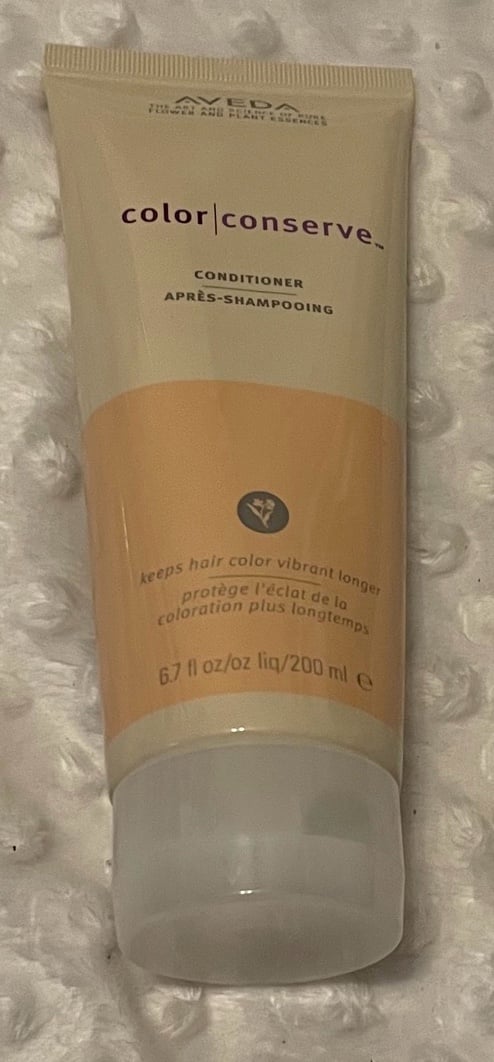 AVEDA
THE ART AND SCIENCE OF PURE
FLOWER AND PLANT ESSENCES
color|conserve™
CONDITIONER
APRÈS-SHAMPOOING
keeps hair color vibrant longer
protège l'éclat de la
coloration plus longtemps
6.7 fl oz/oz liq/200 ml ℮